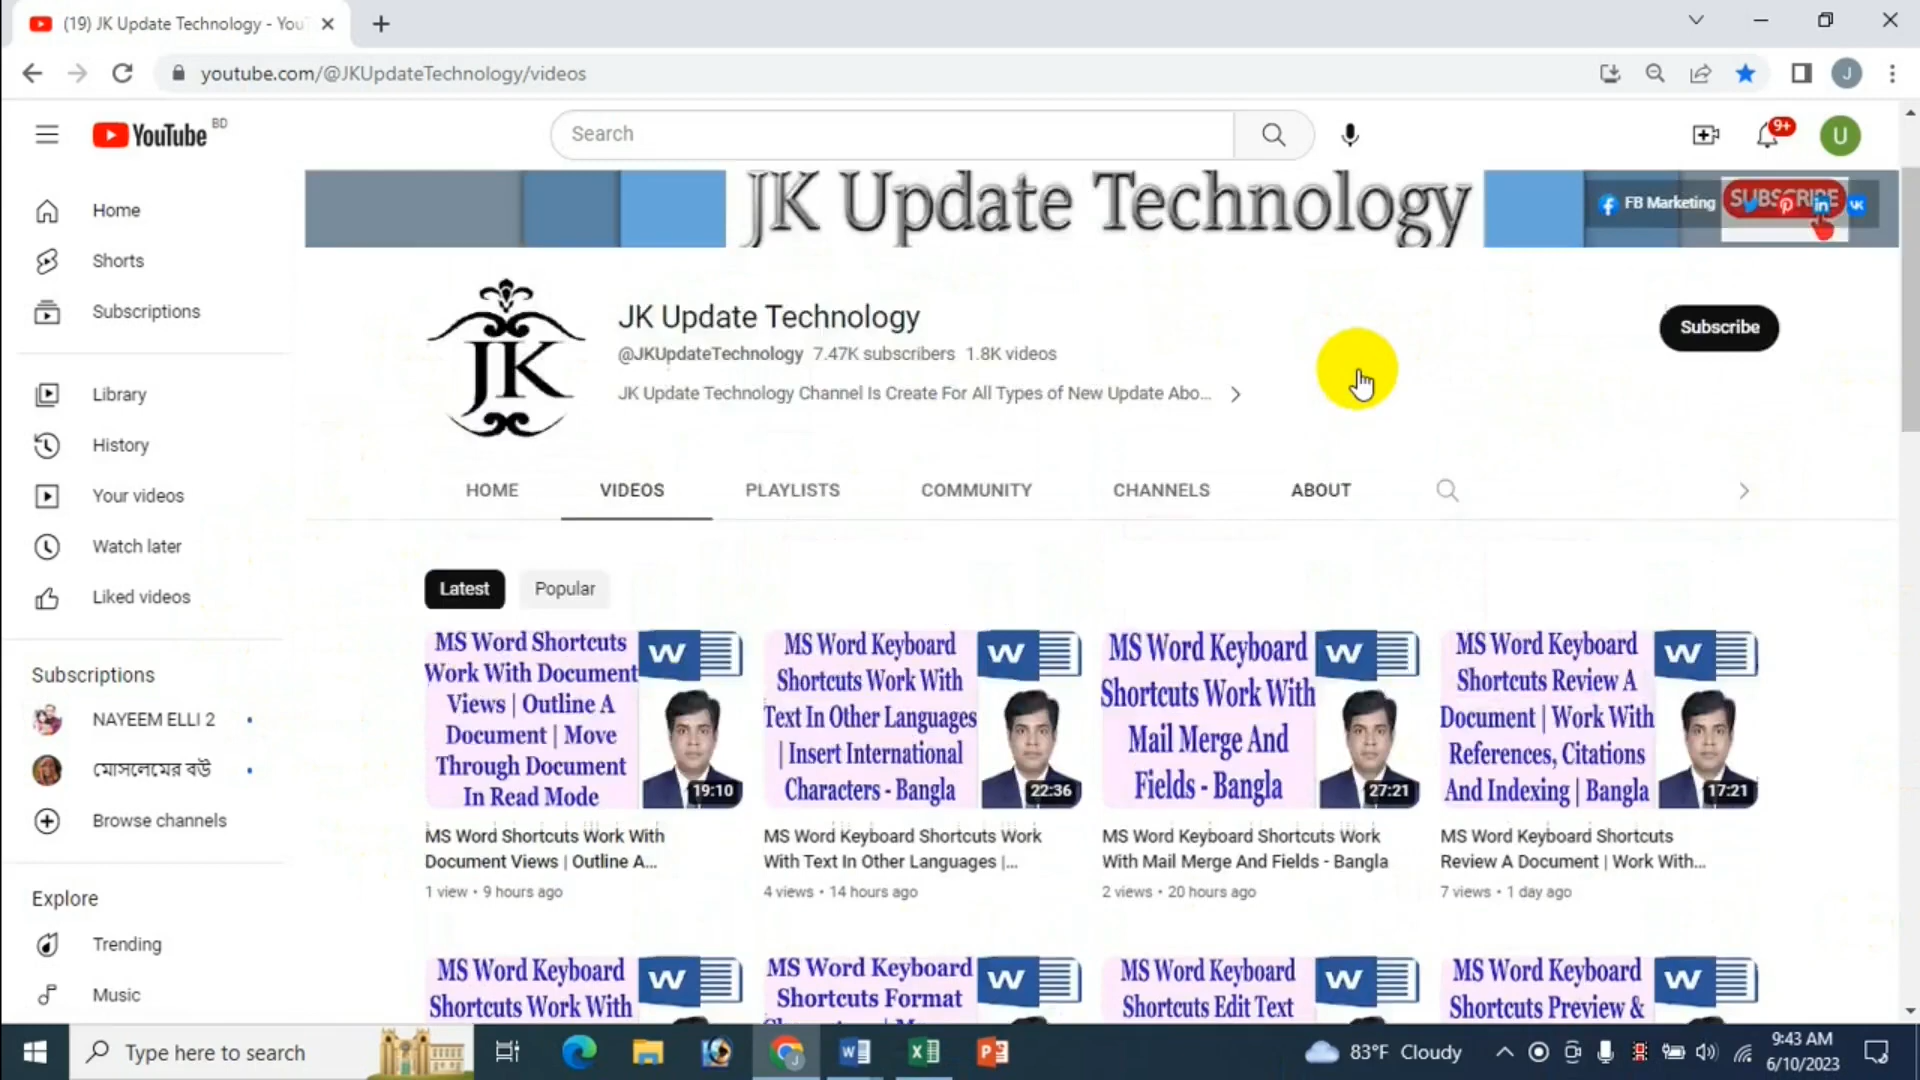 (19) JK Update Technology - You
youtube.com/@JKUpdateTechnology/videos
J
YouTube BD
Search
9+
U
Home
Shorts
Subscriptions
Library
History
Your videos
Watch later
Liked videos
Subscriptions
NAYEEM ELLI 2
মোসলেমের বউ
Browse channels
Explore
Trending
Music
JK Update Technology
FB Marketing
SUBSCRIBE
JK
JK Update Technology
@JKUpdateTechnology 7.47K subscribers 1.8K videos
JK Update Technology Channel Is Create For All Types of New Update Abo...
Subscribe
HOME VIDEOS PLAYLISTS COMMUNITY CHANNELS ABOUT
Latest Popular
MS Word Shortcuts
Work With Document
Views | Outline A
Document | Move
Through Document
In Read Mode
W
19:10
MS Word Shortcuts Work With
Document Views | Outline A...
1 view • 9 hours ago
MS Word Keyboard
Shortcuts Work With
Text In Other Languages
| Insert International
Characters - Bangla
W
22:36
MS Word Keyboard Shortcuts Work
With Text In Other Languages |...
4 views • 14 hours ago
MS Word Keyboard
Shortcuts Work With
Mail Merge And
Fields - Bangla
W
27:21
MS Word Keyboard Shortcuts Work
With Mail Merge And Fields - Bangla
2 views • 20 hours ago
MS Word Keyboard
Shortcuts Review A
Document | Work With
References, Citations
And Indexing | Bangla
W
17:21
MS Word Keyboard Shortcuts
Review A Document | Work With...
7 views • 1 day ago
MS Word Keyboard
Shortcuts Work With
W
MS Word Keyboard
Shortcuts Format
W
MS Word Keyboard
Shortcuts Edit Text
W
MS Word Keyboard
Shortcuts Preview &
W
Type here to search
83°F Cloudy
9:43 AM
6/10/2023